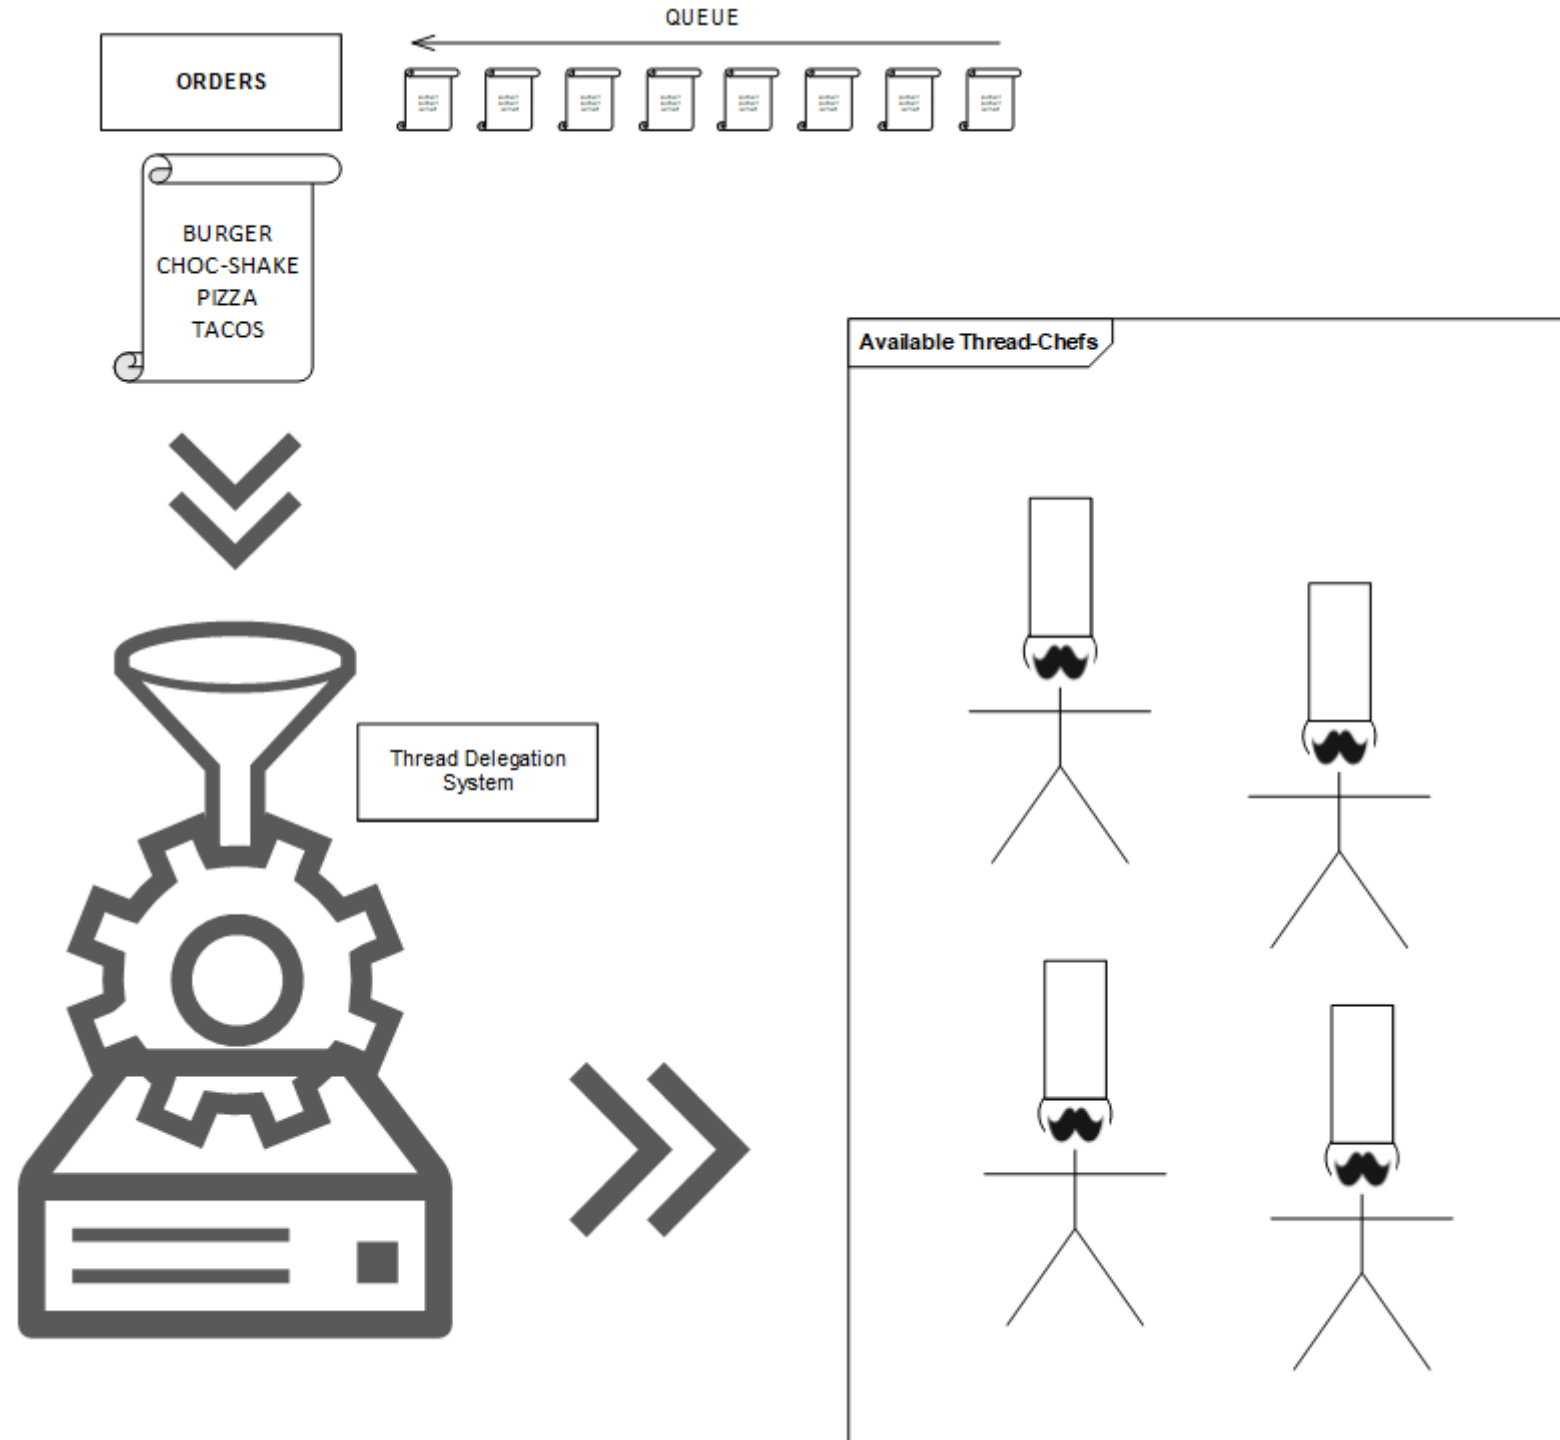 QUEUE
ORDERS
BURGER
CHOC-SHAKE
PIZZA
TACOS
Available Thread-Chefs
Thread Delegation
System